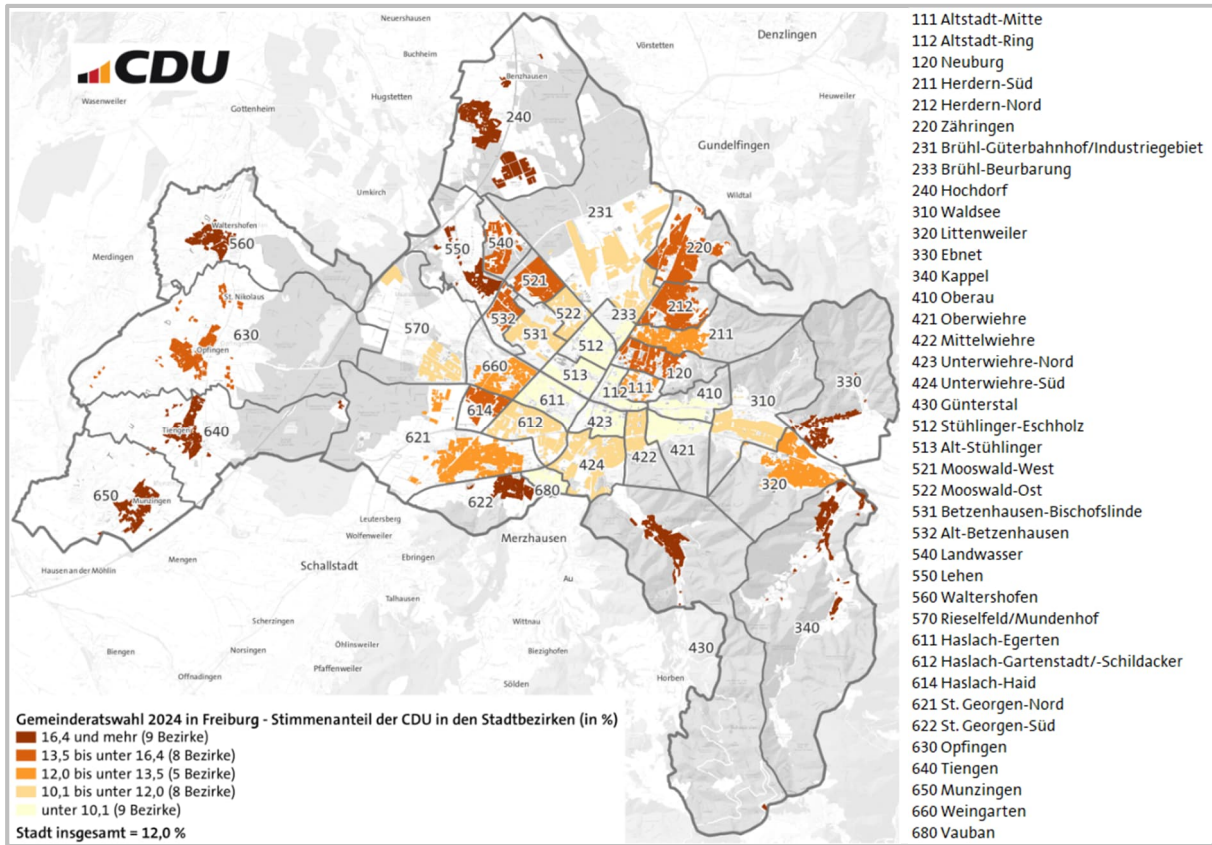 Neuershausen
Denzlingen
Buchheim
Vörstetten
CDU
Benzhausen
Wasenweiler
Hugstetten
Heuweiler
Gottenheim
240
Gundelfingen
Umkirch
Wildtal
231
Waltershofen
560
Merdingen
550
540
220
521
St. Nikolaus
630
212
570
532
522
233
211
531
512
Opfingen
660
513
120
330
112
111
410
310
611
614
612
423
Tiengen
640
621
422
421
424
320
650
Munzingen
622
680
Leutersberg
Wolfenweiler
Merzhausen
Mengen
Ebringen
Hausen an der Möhlin
Schallstadt
Au
Talhausen
Scherzingen
Wittnau
340
Öhlinsweiler
430
Biengen
Norsingen
Biezighofen
Pfaffenweiler
Offnadingen
Sölden
Horben
Gemeinderatswahl 2024 in Freiburg - Stimmenanteil der CDU in den Stadtbezirken (in %)
16,4 und mehr (9 Bezirke)
13,5 bis unter 16,4 (8 Bezirke)
12,0 bis unter 13,5 (5 Bezirke)
10,1 bis unter 12,0 (8 Bezirke)
unter 10,1 (9 Bezirke)
Stadt insgesamt = 12,0 %
111 Altstadt-Mitte
112 Altstadt-Ring
120 Neuburg
211 Herdern-Süd
212 Herdern-Nord
220 Zähringen
231 Brühl-Güterbahnhof/Industriegebiet
233 Brühl-Beurbarung
240 Hochdorf
310 Waldsee
320 Littenweiler
330 Ebnet
340 Kappel
410 Oberau
421 Oberwiehre
422 Mittelwiehre
423 Unterwiehre-Nord
424 Unterwiehre-Süd
430 Günterstal
512 Stühlinger-Eschholz
513 Alt-Stühlinger
521 Mooswald-West
522 Mooswald-Ost
531 Betzenhausen-Bischofslinde
532 Alt-Betzenhausen
540 Landwasser
550 Lehen
560 Waltershofen
570 Rieselfeld/Mundenhof
611 Haslach-Egerten
612 Haslach-Gartenstadt/-Schildacker
614 Haslach-Haid
621 St. Georgen-Nord
622 St. Georgen-Süd
630 Opfingen
640 Tiengen
650 Munzingen
660 Weingarten
680 Vauban